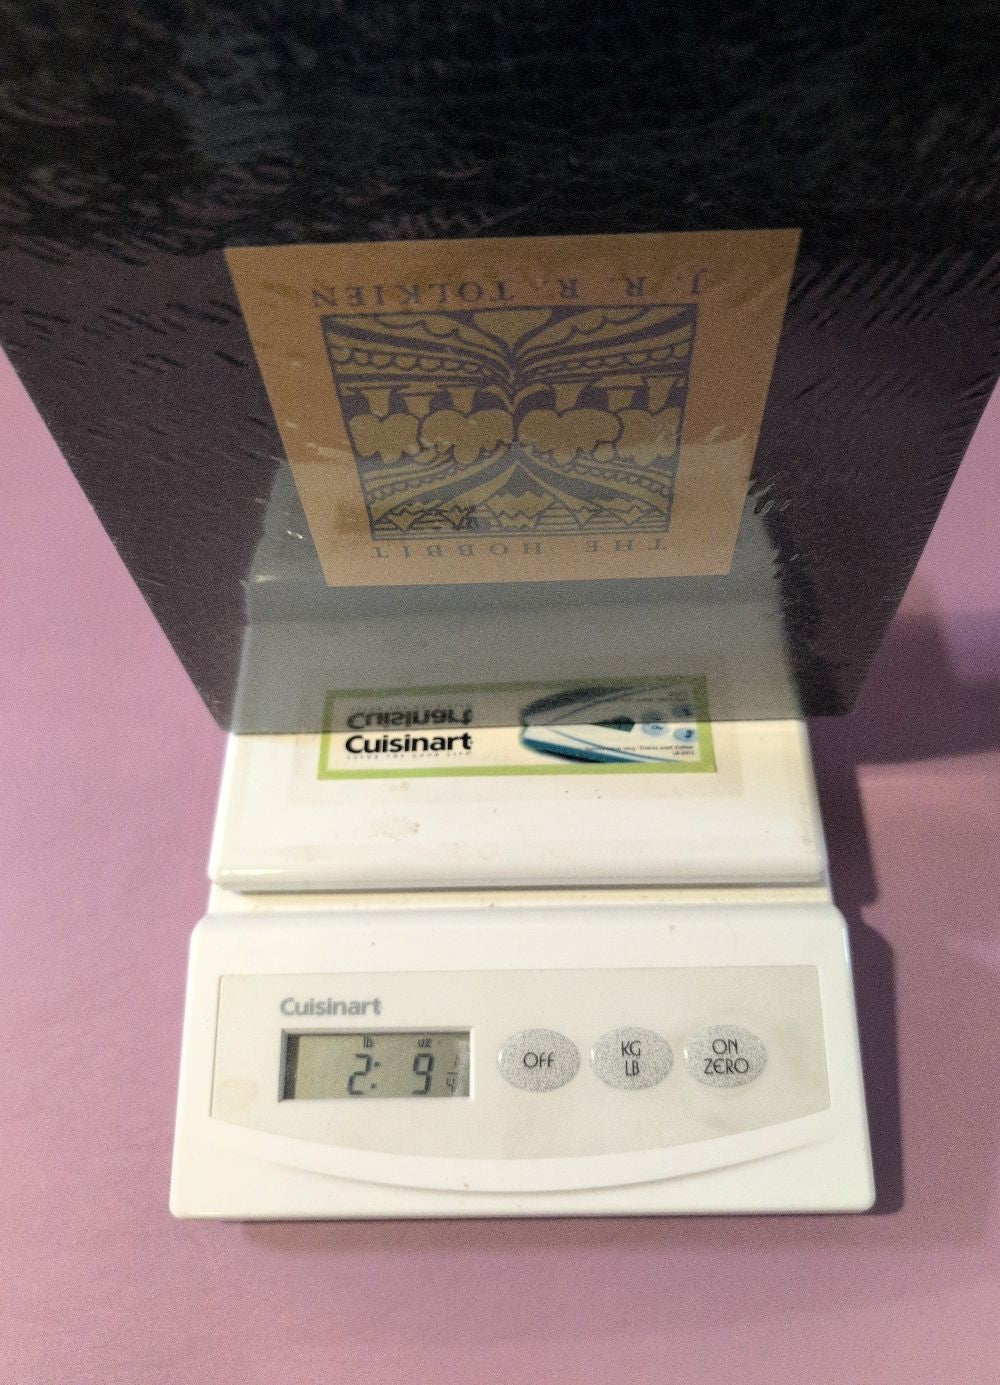 J. R. R. TOLKIEN
THE HOBBIT
Cuisinart
Cuisinart
Cuisinart
lb oz
2: 9
OFF
KG
LB
ON
ZERO